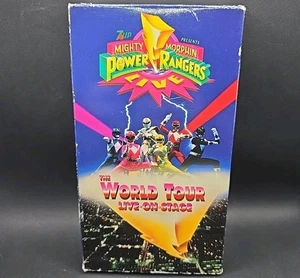 7UP
PRESENTS
MIGHTY MORPHIN
POWER RANGERS
LIVE
THE
WORLD TOUR
LIVE-ON-STAGE